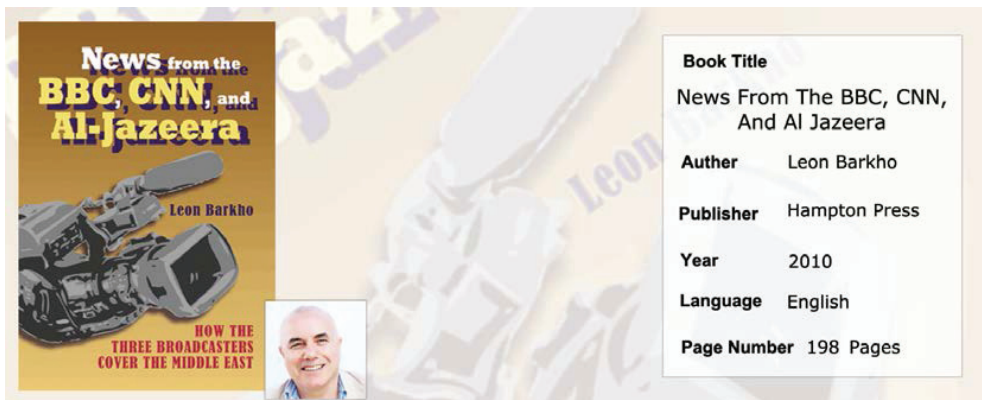 News from the
BBC, CNN, and
Al-Jazeera
Leon Barkho
HOW THE
THREE BROADCASTERS
COVER THE MIDDLE EAST
Leon Barkho
Book Title
News From The BBC, CNN,
And Al Jazeera
Auther Leon Barkho
Publisher Hampton Press
Year 2010
Language English
Page Number 198 Pages